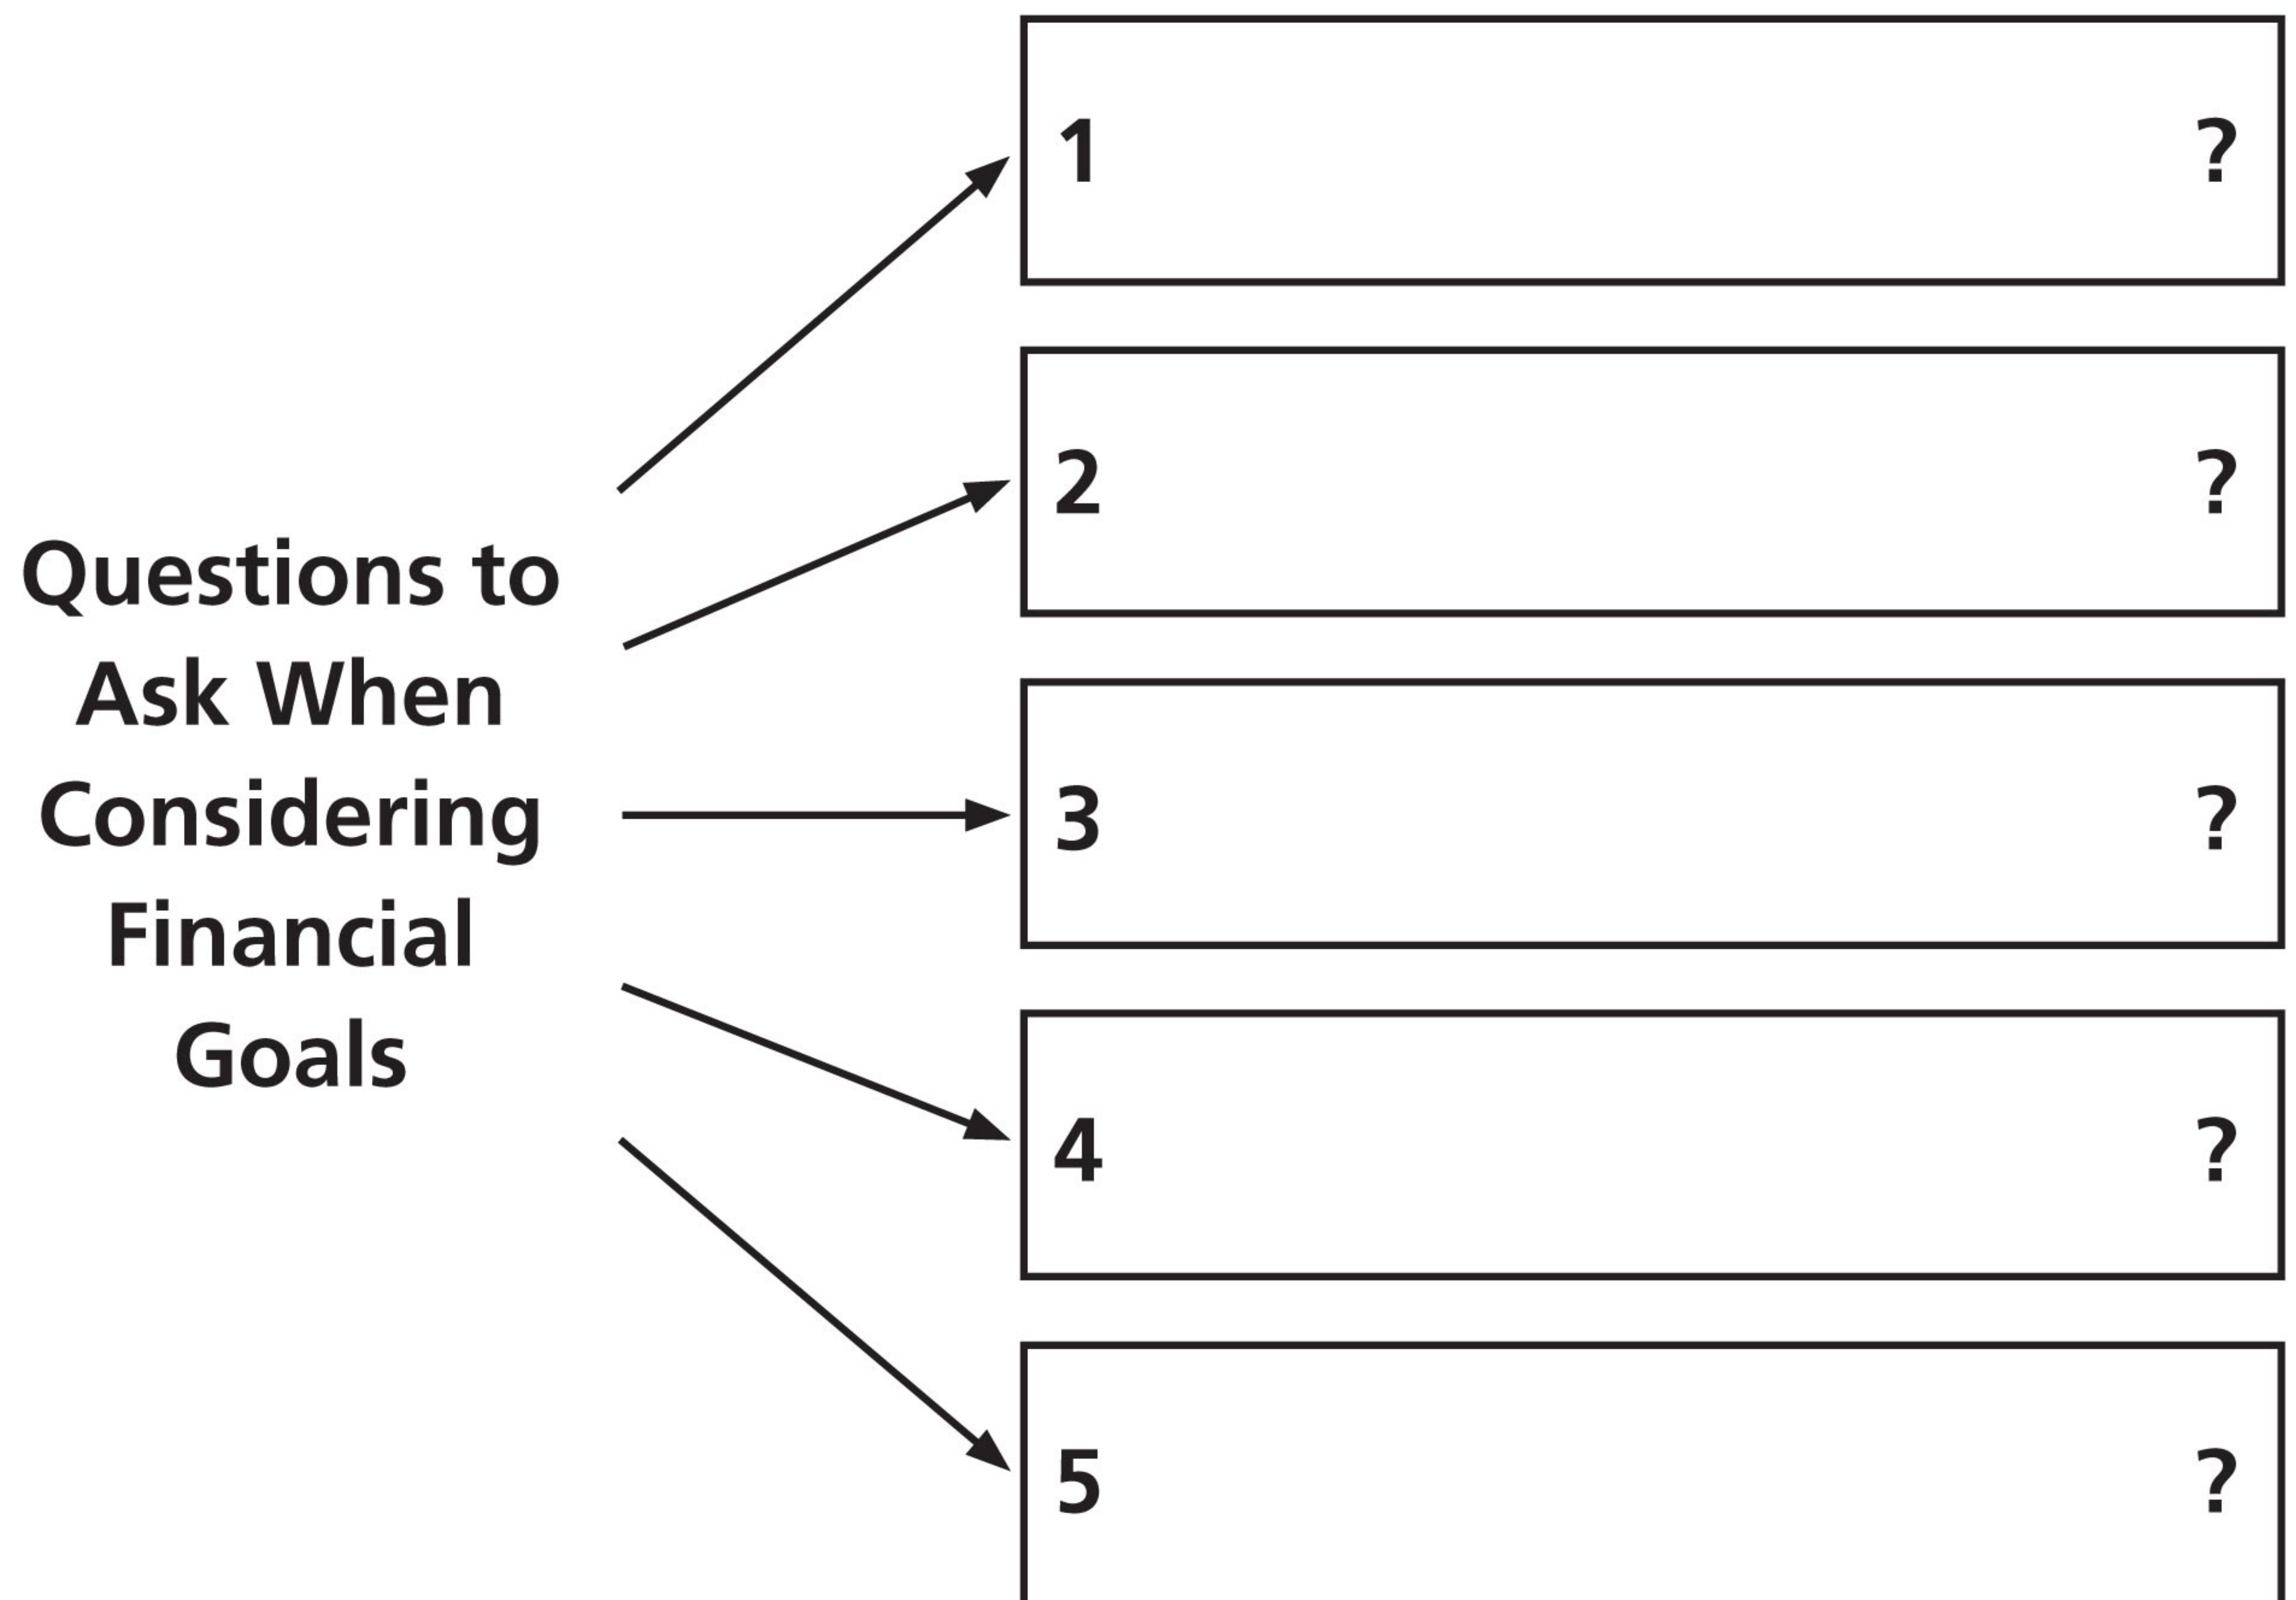 Questions to
Ask When
Considering
Financial
Goals
1 ?
2 ?
3 ?
4 ?
5 ?